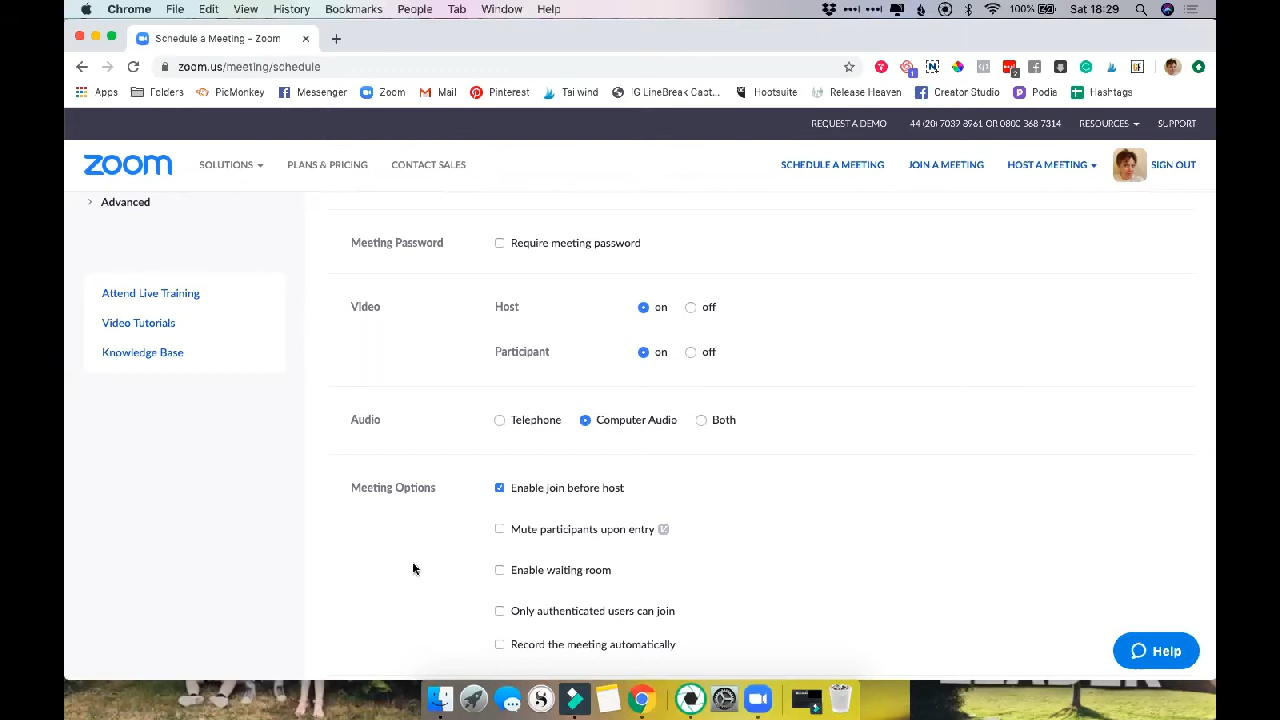 Chrome File Edit View History Bookmarks People Tab Window Help 100% Sat 18:29
Schedule a Meeting - Zoom
zoom.us/meeting/schedule
Apps Folders PicMonkey Messenger Zoom Mail Pinterest Tailwind IG LineBreak Capt... Hootsuite Release Heaven Creator Studio Podia Hashtags
REQUEST A DEMO 44 (20) 7039 8961 OR 0800 368 7314 RESOURCES SUPPORT
zoom SOLUTIONS PLANS & PRICING CONTACT SALES SCHEDULE A MEETING JOIN A MEETING HOST A MEETING SIGN OUT
Advanced
Meeting Password Require meeting password
Attend Live Training
Video Host on off
Video Tutorials
Knowledge Base
Participant on off
Audio Telephone Computer Audio Both
Meeting Options Enable join before host
Mute participants upon entry
Enable waiting room
Only authenticated users can join
Record the meeting automatically
Help